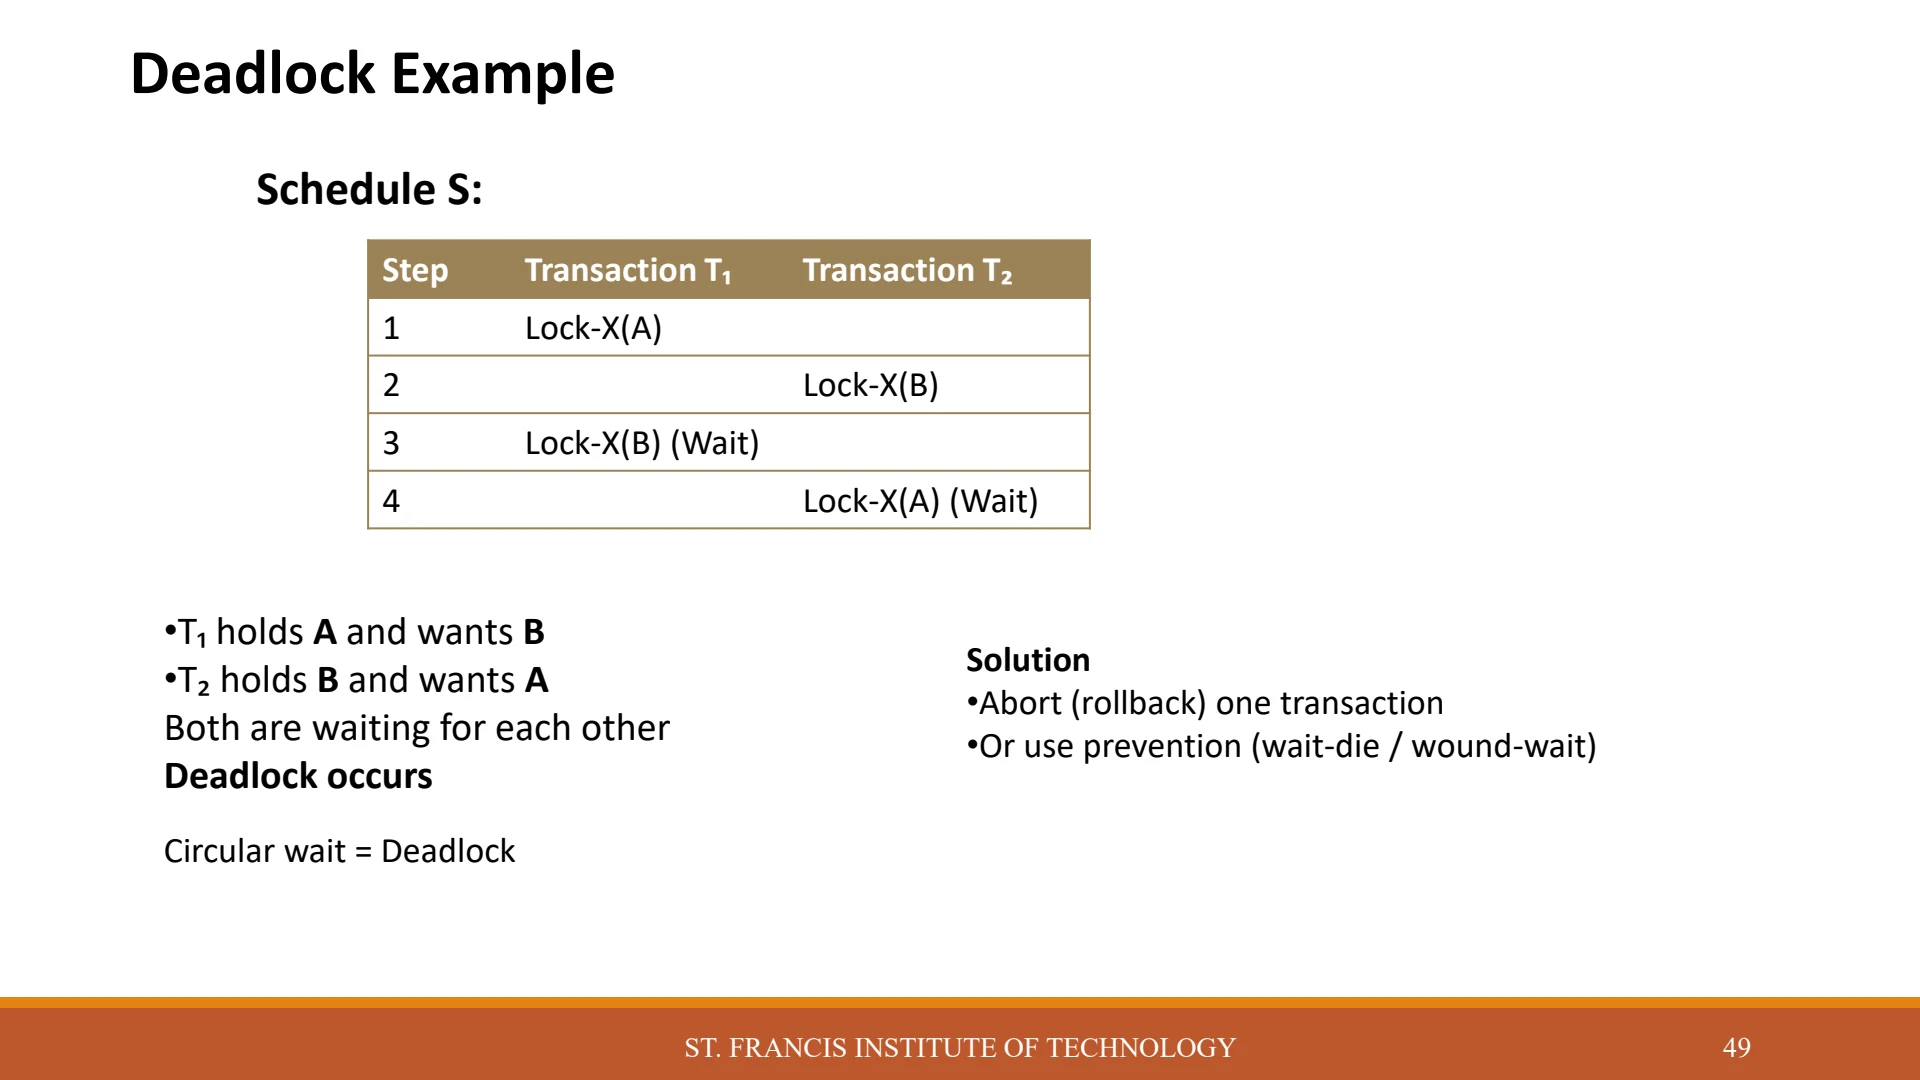 Deadlock Example
Schedule S:
Step Transaction T₁ Transaction T₂
1 Lock-X(A)
2 Lock-X(B)
3 Lock-X(B) (Wait)
4 Lock-X(A) (Wait)
•T₁ holds A and wants B
•T₂ holds B and wants A
Both are waiting for each other
Deadlock occurs
Circular wait = Deadlock
Solution
•Abort (rollback) one transaction
•Or use prevention (wait-die / wound-wait)
ST. FRANCIS INSTITUTE OF TECHNOLOGY
49